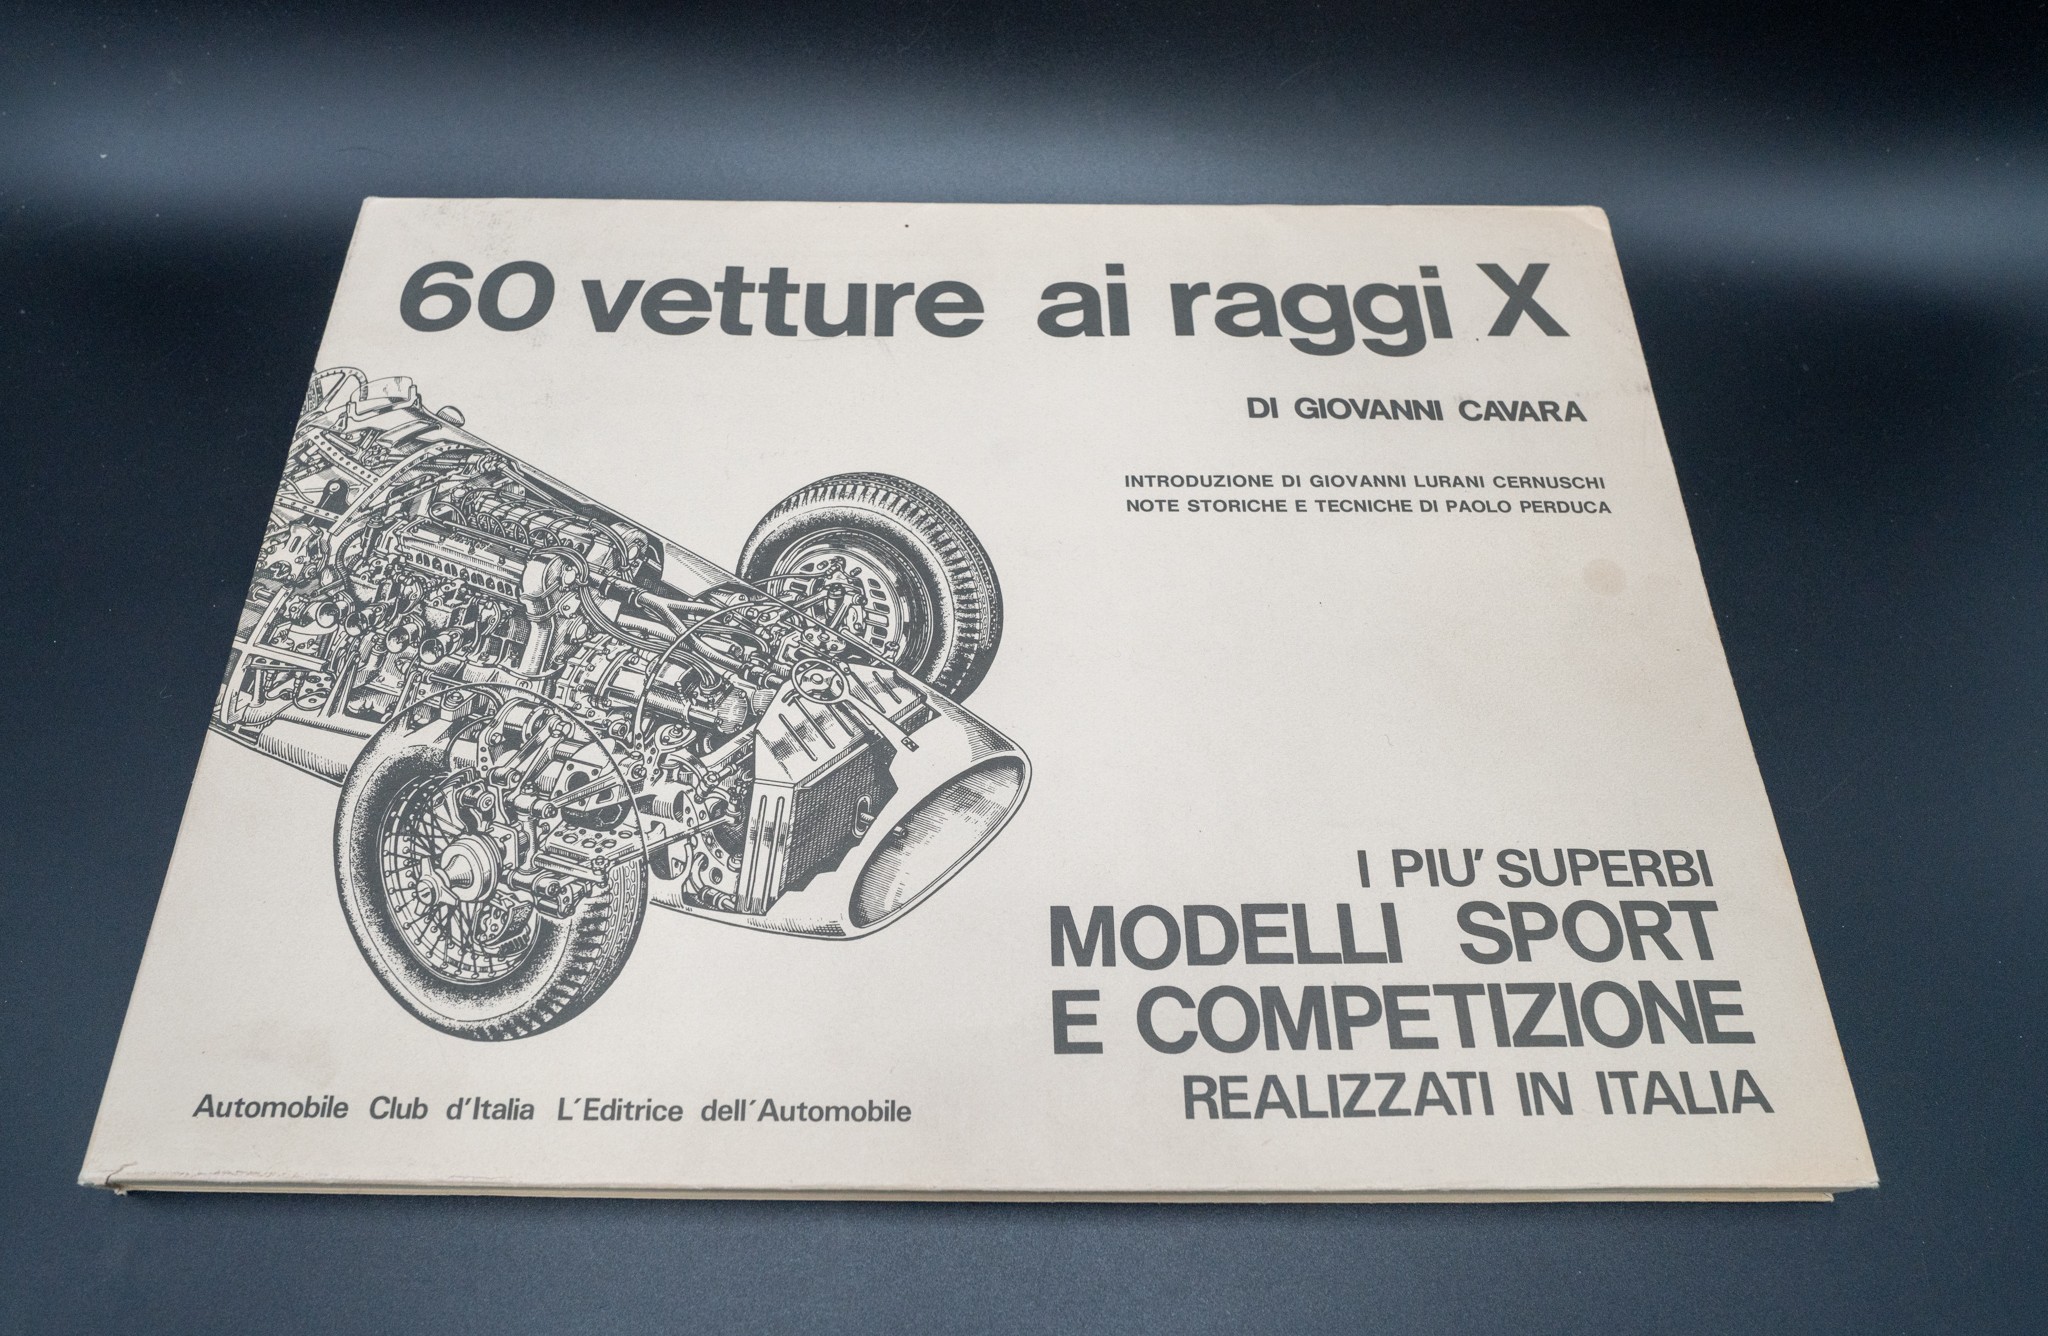 60 vetture ai raggi X
DI GIOVANNI CAVARA
INTRODUZIONE DI GIOVANNI LURANI CERNUSCHI
NOTE STORICHE E TECNICHE DI PAOLO PERDUCA
I PIU' SUPERBI
MODELLI SPORT
E COMPETIZIONE
REALIZZATI IN ITALIA
Automobile Club d'Italia L'Editrice dell'Automobile